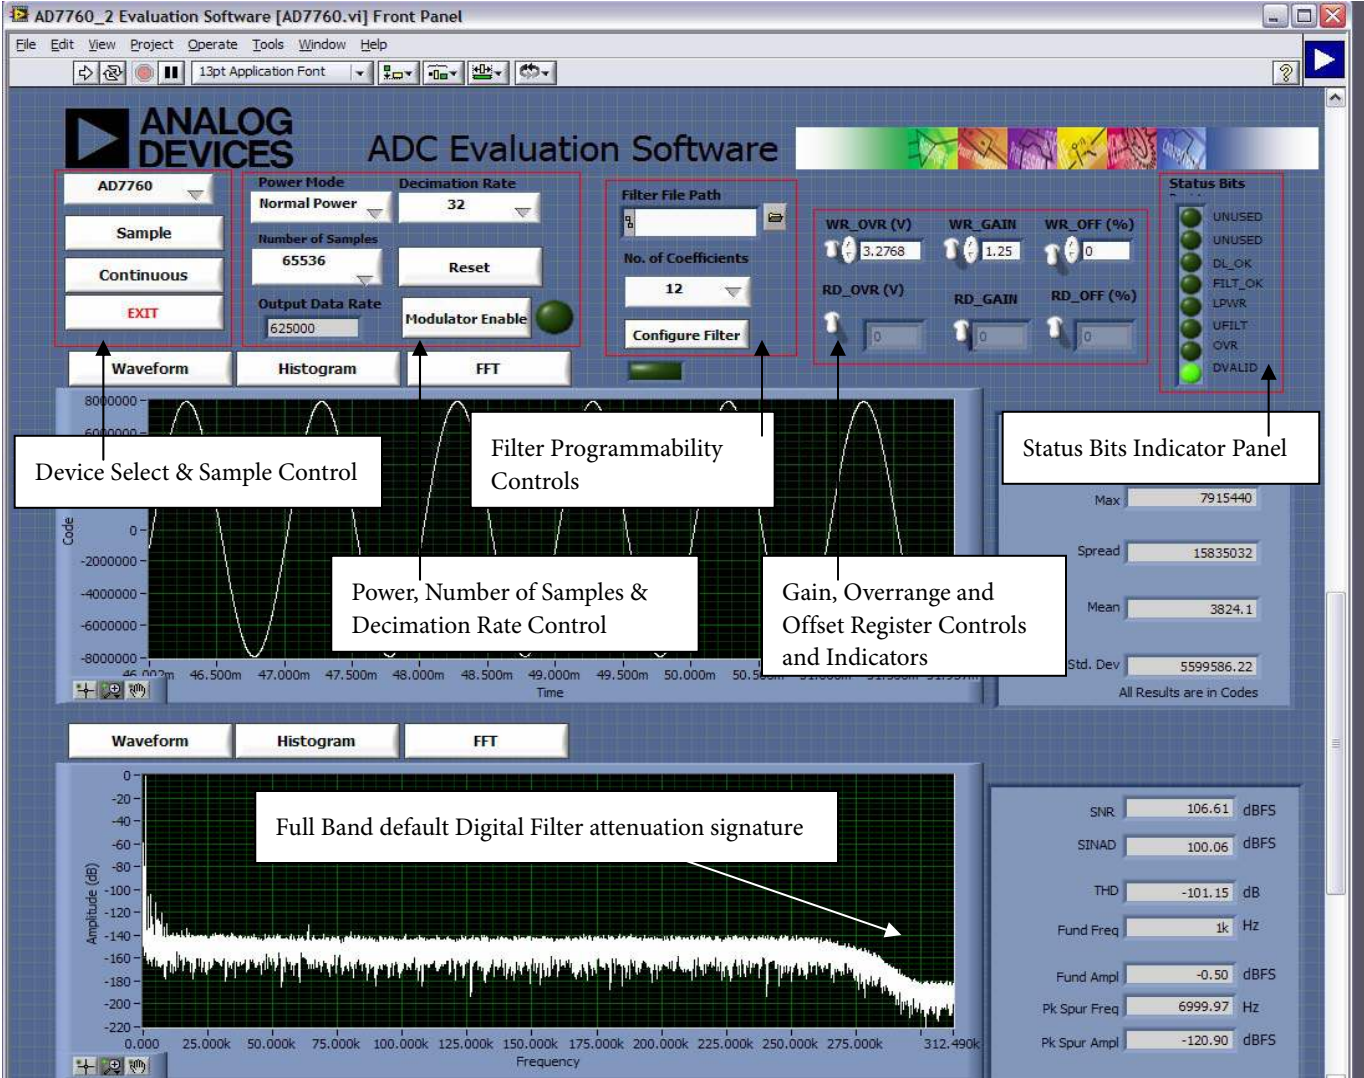 AD7760_2 Evaluation Software [AD7760.vi] Front Panel
File Edit View Project Operate Tools Window Help
13pt Application Font
ANALOG
DEVICES
ADC Evaluation Software
AD7760
Sample
Continuous
EXIT
Power Mode
Normal Power
Decimation Rate
32
Number of Samples
65536
Reset
Output Data Rate
625000
Modulator Enable
Filter File Path
No. of Coefficients
12
Configure Filter
WR_OVR (V) WR_GAIN WR_OFF (%)
3.2768 1.25 0
RD_OVR (V) RD_GAIN RD_OFF (%)
0 0 0
Status Bits
UNUSED
UNUSED
DL_OK
FILT_OK
LPWR
UFILT
OVR
DVALID
Waveform Histogram FFT
Device Select & Sample Control
Filter Programmability
Controls
Status Bits Indicator Panel
Power, Number of Samples &
Decimation Rate Control
Gain, Overrange and
Offset Register Controls
and Indicators
8000000
6000000
0
-2000000
-4000000
-6000000
-8000000
Code
46.500m 47.000m 47.500m 48.000m 48.500m 49.000m 49.500m 50.000m
Time
Max 7915440
Spread 15835032
Mean 3824.1
Std. Dev 5599586.22
All Results are in Codes
Waveform Histogram FFT
Full Band default Digital Filter attenuation signature
0
-20
-40
-60
-80
-100
-120
-140
-160
-180
-200
-220
Amplitude (dB)
0.000 25.000k 50.000k 75.000k 100.000k 125.000k 150.000k 175.000k 200.000k 225.000k 250.000k 275.000k 312.490k
Frequency
SNR 106.61 dBFS
SINAD 100.06 dBFS
THD -101.15 dB
Fund Freq 1k Hz
Fund Ampl -0.50 dBFS
Pk Spur Freq 6999.97 Hz
Pk Spur Ampl -120.90 dBFS